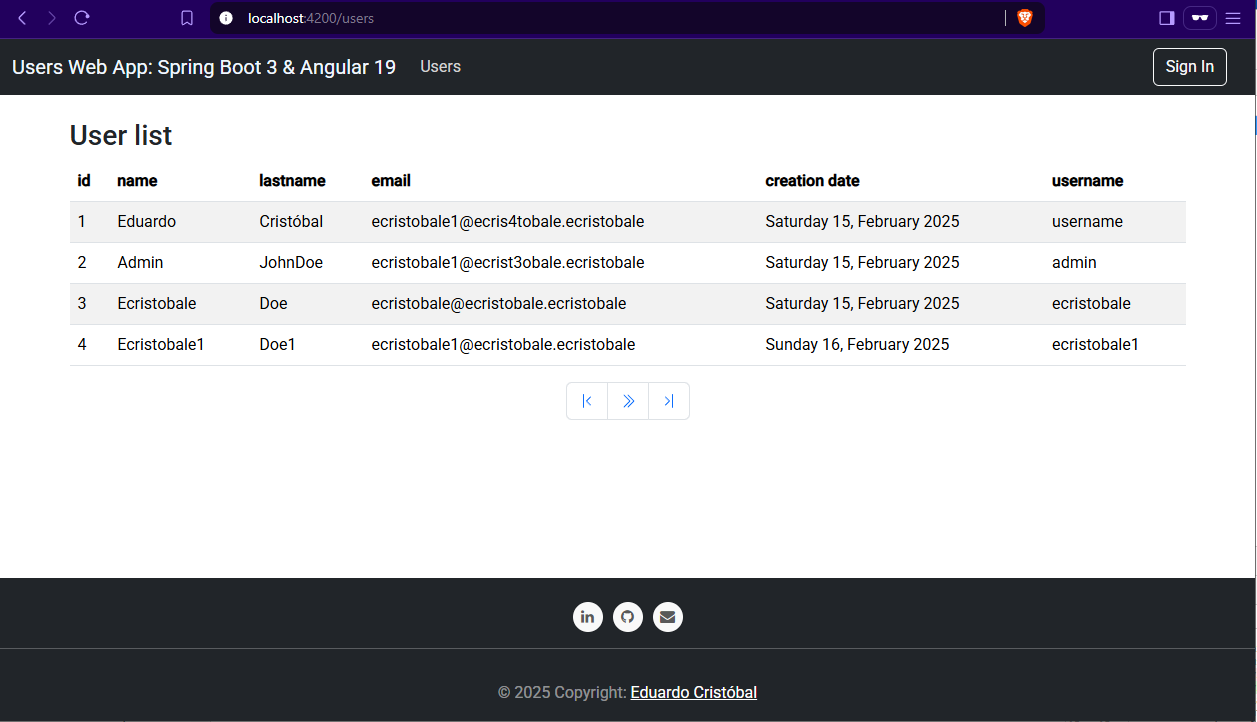 localhost:4200/users
Users Web App: Spring Boot 3 & Angular 19 Users Sign In
User list
id name lastname email creation date username
1 Eduardo Cristóbal ecristobale1@ecris4tobale.ecristobale Saturday 15, February 2025 username
2 Admin JohnDoe ecristobale1@ecrist3obale.ecristobale Saturday 15, February 2025 admin
3 Ecristobale Doe ecristobale@ecristobale.ecristobale Saturday 15, February 2025 ecristobale
4 Ecristobale1 Doe1 ecristobale1@ecristobale.ecristobale Sunday 16, February 2025 ecristobale1
in
© 2025 Copyright: Eduardo Cristóbal